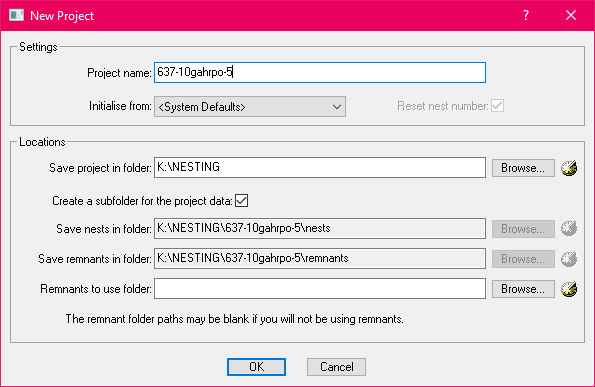 New Project
?
Settings
Project name: 637-10gahrpo-5
Initialise from: <System Defaults> Reset nest number:
Locations
Save project in folder: K:\NESTING Browse...
Create a subfolder for the project data:
Save nests in folder: K:\NESTING\637-10gahrpo-5\nests Browse...
Save remnants in folder: K:\NESTING\637-10gahrpo-5\remnants Browse...
Remnants to use folder: Browse...
The remnant folder paths may be blank if you will not be using remnants.
OK Cancel